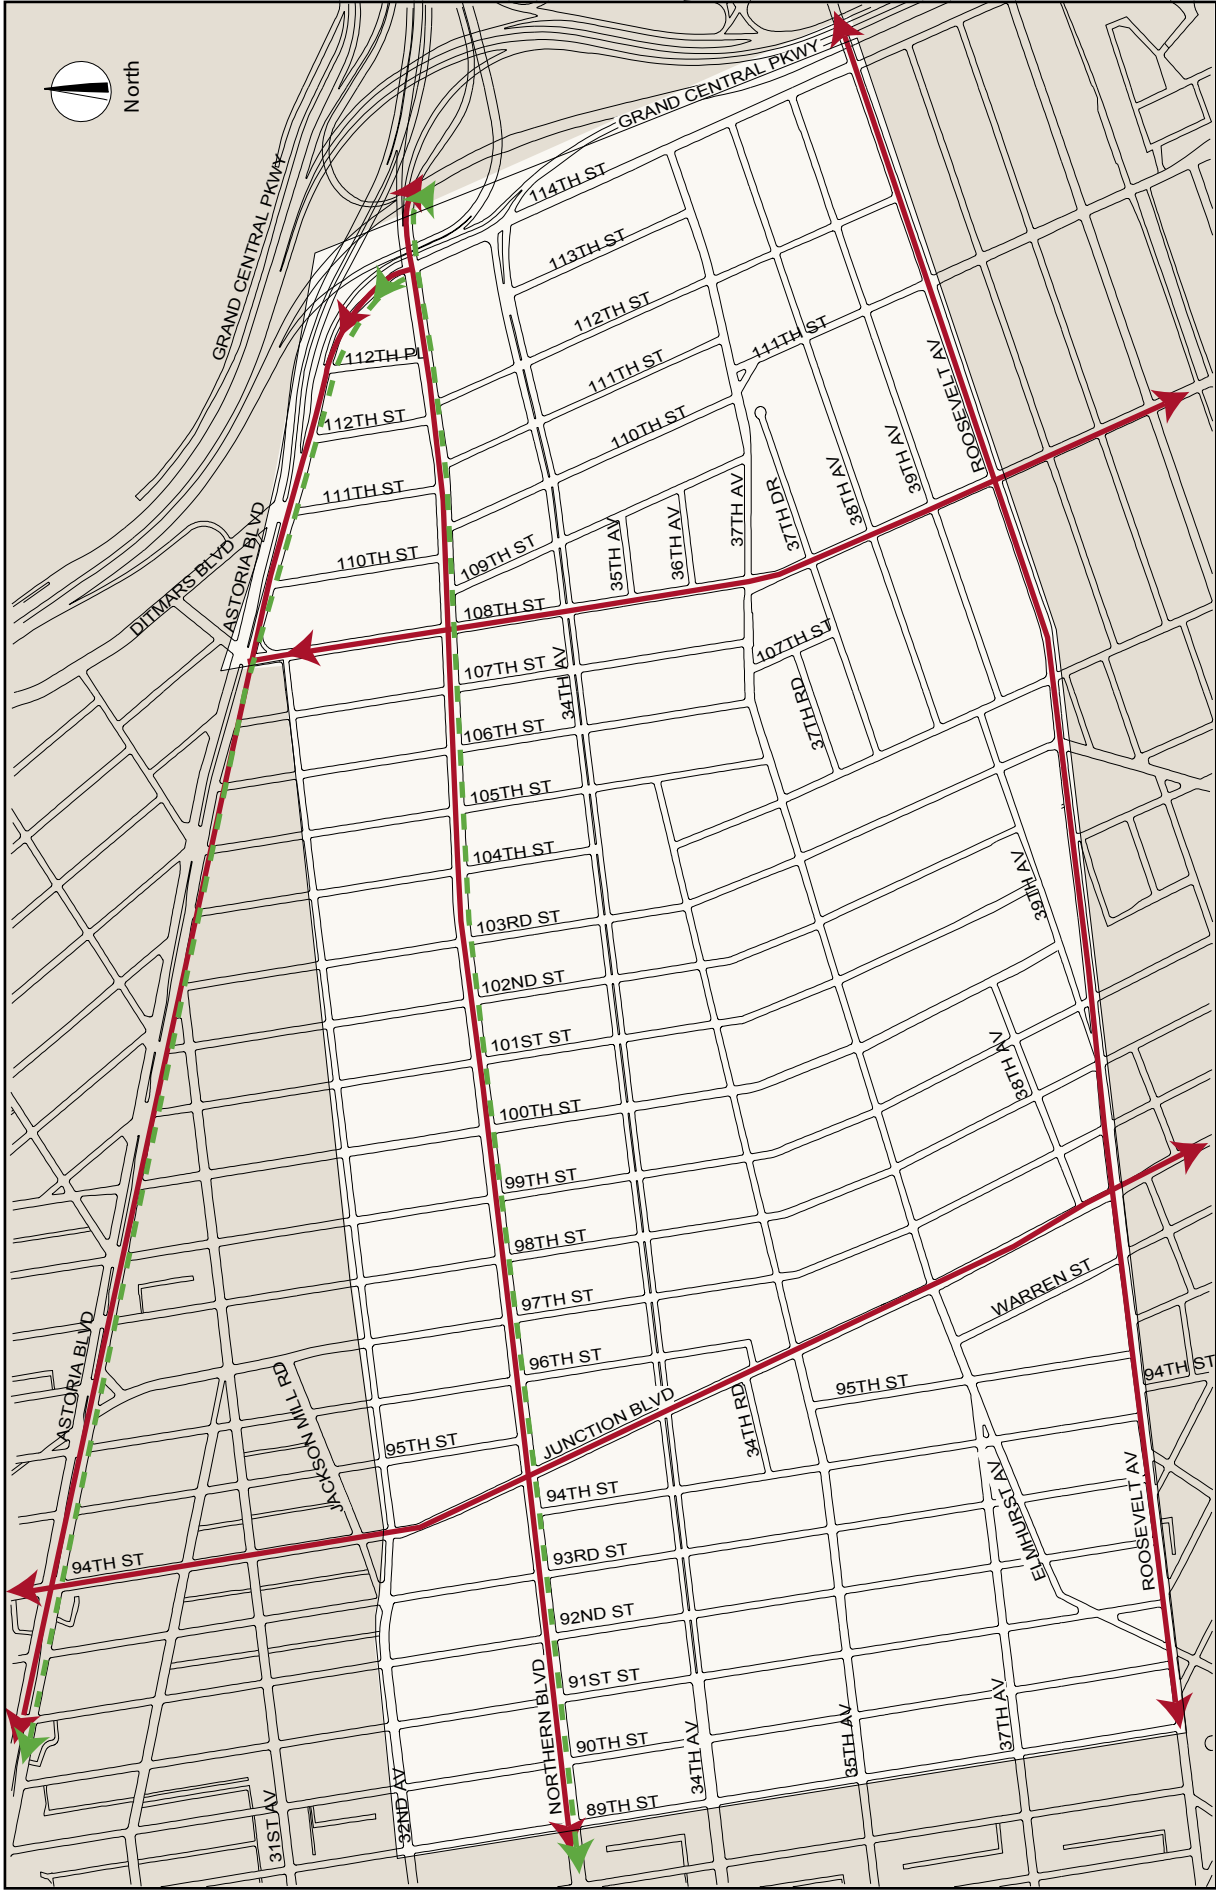 North
GRAND CENTRAL PKWY
GRAND CENTRAL PKWY
114TH ST
113TH ST
112TH ST
111TH ST
111TH ST
110TH ST
112TH PL
112TH ST
111TH ST
110TH ST
109TH ST
108TH ST
ROOSEVELT AV
39TH AV
38TH AV
37TH DR
37TH AV
36TH AV
35TH AV
ASTORIA BLVD
DITMARS BLVD
107TH ST
107TH ST
34TH AV
37TH RD
106TH ST
105TH ST
104TH ST
103RD ST
102ND ST
101ST ST
100TH ST
99TH ST
98TH ST
97TH ST
96TH ST
39TH AV
38TH AV
WARREN ST
94TH ST
95TH ST
JUNCTION BLVD
34TH RD
95TH ST
JACKSON MILL RD
ASTORIA BLVD
94TH ST
94TH ST
93RD ST
92ND ST
91ST ST
90TH ST
89TH ST
ELMHURST AV
ROOSEVELT AV
NORTHERN BLVD
31ST AV
32ND AV
34TH AV
35TH AV
37TH AV